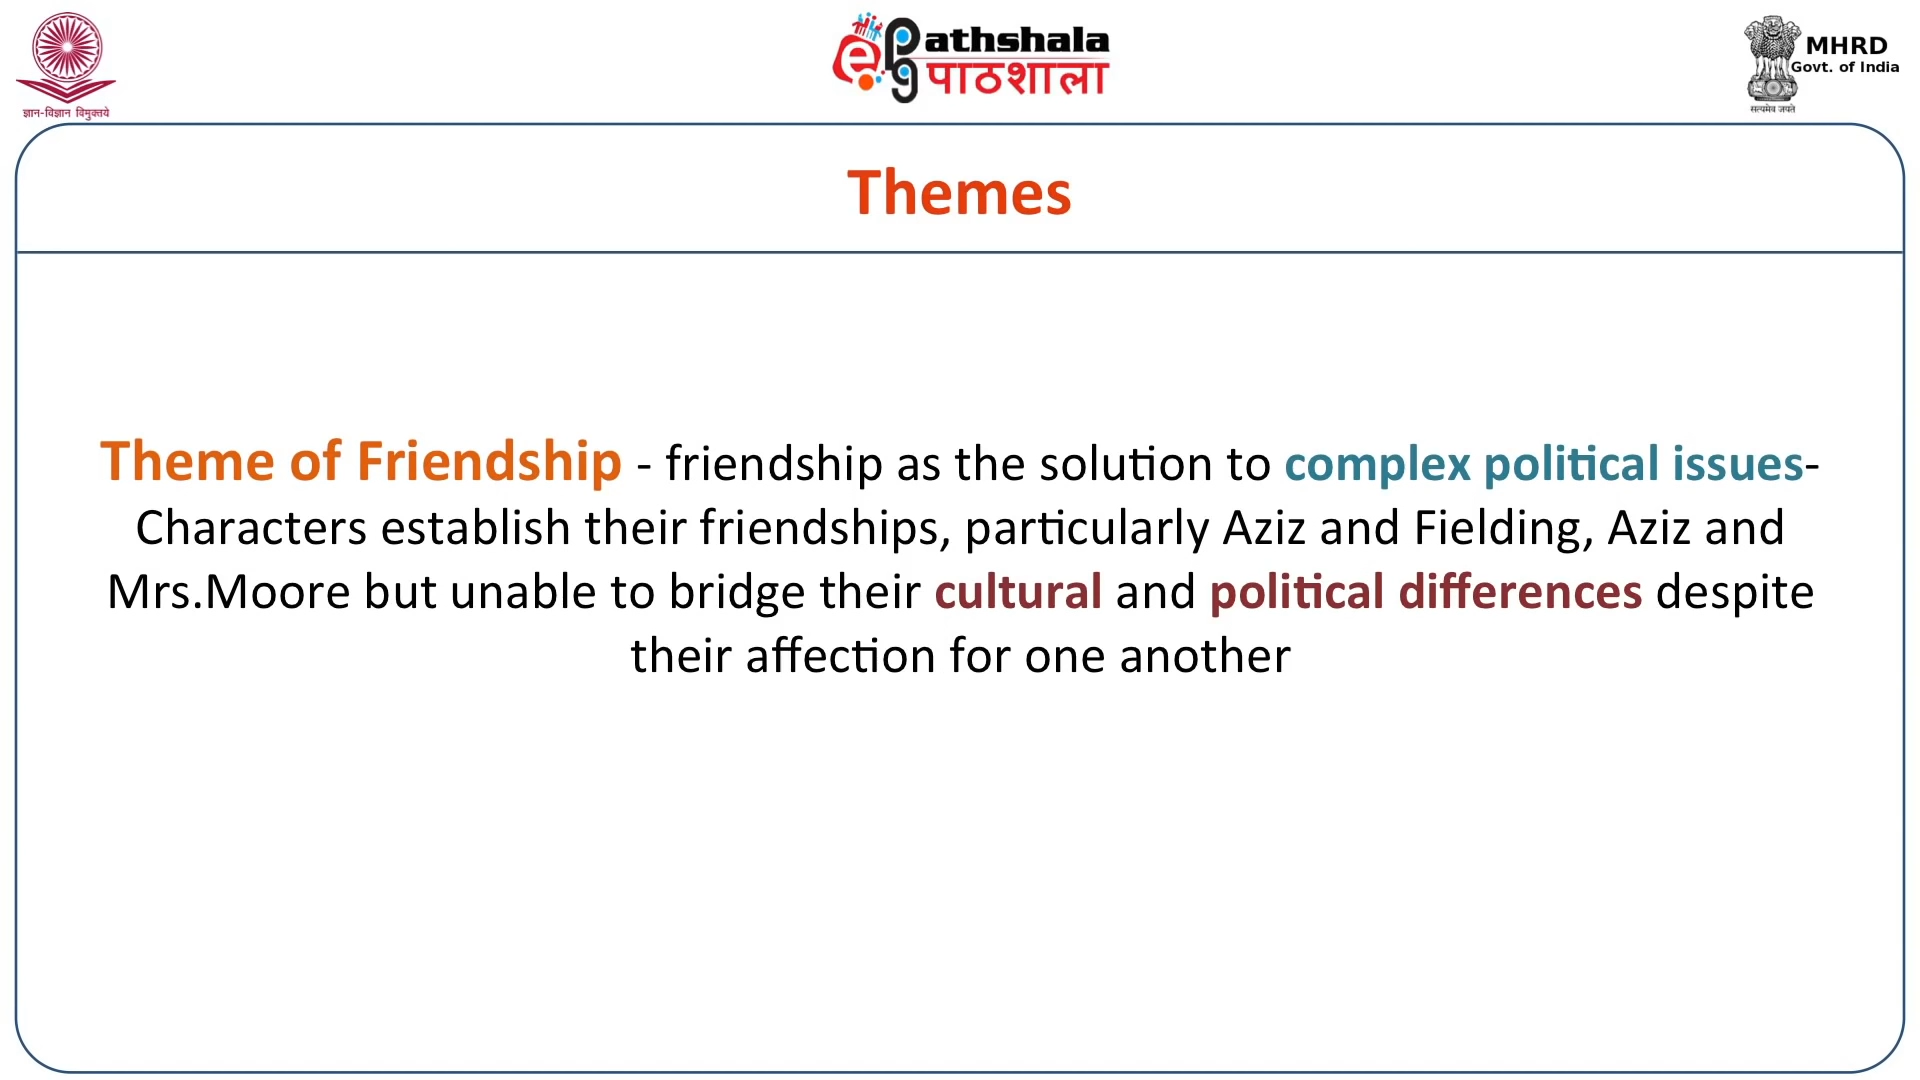 ज्ञान-विज्ञान विमुक्तये
e pg Pathshala
पाठशाला
MHRD
Govt. of India
सत्यमेव जयते
Themes
Theme of Friendship - friendship as the solution to complex political issues-
Characters establish their friendships, particularly Aziz and Fielding, Aziz and
Mrs.Moore but unable to bridge their cultural and political differences despite
their affection for one another